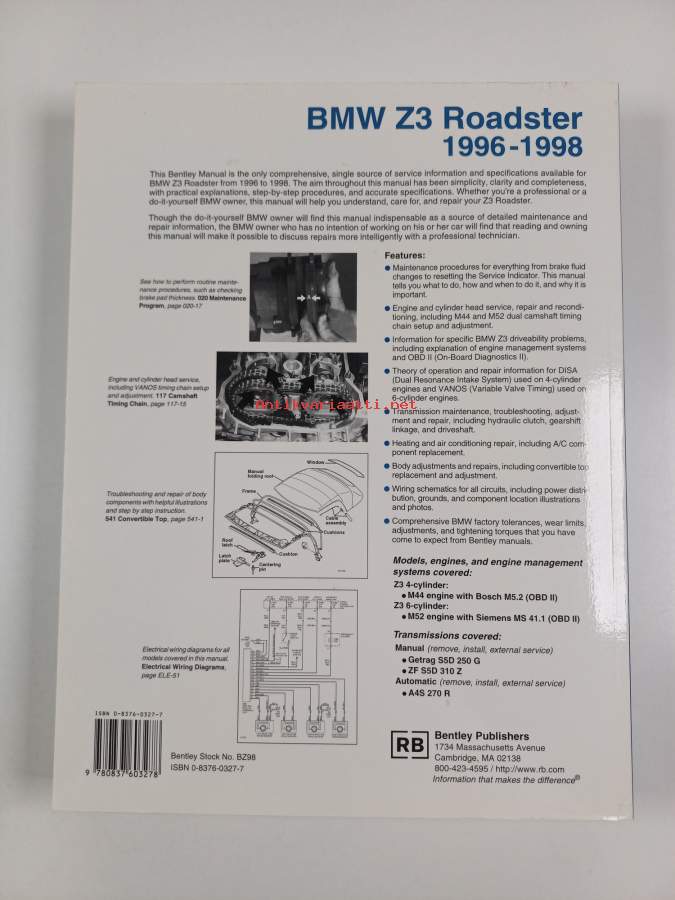 BMW Z3 Roadster
1996-1998
This Bentley Manual is the only comprehensive, single source of service information and specifications available for
BMW Z3 Roadster from 1996 to 1998. The aim throughout this manual has been simplicity, clarity and completeness,
with practical explanations, step-by-step procedures, and accurate specifications. Whether you're a professional or a
do-it-yourself BMW owner, this manual will help you understand, care for, and repair your Z3 Roadster.
Though the do-it-yourself BMW owner will find this manual indispensable as a source of detailed maintenance and
repair information, the BMW owner who has no intention of working on his or her car will find that reading and owning
this manual will make it possible to discuss repairs more intelligently with a professional technician.
See how to perform routine mainte-
nance procedures, such as checking
brake pad thickness. 020 Maintenance
Program, page 020-17
A
Engine and cylinder head service,
including VANOS timing chain setup
and adjustment. 117 Camshaft
Timing Chain, page 117-15
Window
Manual
folding roof
Frame
Cable
assembly
Cushions
Roof
latch
Cushion
Latch
plate
Centering
pin
Troubleshooting and repair of body
components with helpful illustrations
and step by step instruction.
541 Convertible Top, page 541-1
Electrical wiring diagrams for all
models covered in this manual.
Electrical Wiring Diagrams,
page ELE-51
Features:
● Maintenance procedures for everything from brake fluid
changes to resetting the Service Indicator. This manual
tells you what to do, how and when to do it, and why it is
important.
● Engine and cylinder head service, repair and recondi-
tioning, including M44 and M52 dual camshaft timing
chain setup and adjustment.
● Information for specific BMW Z3 driveability problems,
including explanation of engine management systems
and OBD II (On-Board Diagnostics II).
● Theory of operation and repair information for DISA
(Dual Resonance Intake System) used on 4-cylinder
engines and VANOS (Variable Valve Timing) used on
6-cylinder engines.
● Transmission maintenance, troubleshooting, adjust-
ment and repair, including hydraulic clutch, gearshift
linkage, and driveshaft.
● Heating and air conditioning repair, including A/C com-
ponent replacement.
● Body adjustments and repairs, including convertible top
replacement and adjustment.
● Wiring schematics for all circuits, including power distri-
bution, grounds, and component location illustrations
and photos.
● Comprehensive BMW factory tolerances, wear limits,
adjustments, and tightening torques that you have
come to expect from Bentley manuals.
Models, engines, and engine management
systems covered:
Z3 4-cylinder:
● M44 engine with Bosch M5.2 (OBD II)
Z3 6-cylinder:
● M52 engine with Siemens MS 41.1 (OBD II)
Transmissions covered:
Manual (remove, install, external service)
● Getrag S5D 250 G
● ZF S5D 310 Z
Automatic (remove, install, external service)
● A4S 270 R
RB
Bentley Publishers
1734 Massachusetts Avenue
Cambridge, MA 02138
800-423-4595 / http://www.rb.com
Information that makes the difference®
ISBN 0-8376-0327-7
9 780837 603278
Bentley Stock No. BZ98
ISBN 0-8376-0327-7
Antikvariaatti.net